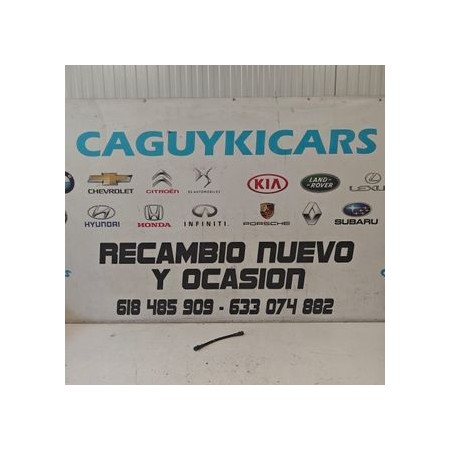 CAGUYKICARS
CHEVROLET CITROËN DS AUTOMOBILES KIA LAND ROVER LEXU
HYUNDAI HONDA INFINITI PORSCHE SUBARU
RECAMBIO NUEVO
Y OCASION
618 485 909 - 633 074 882